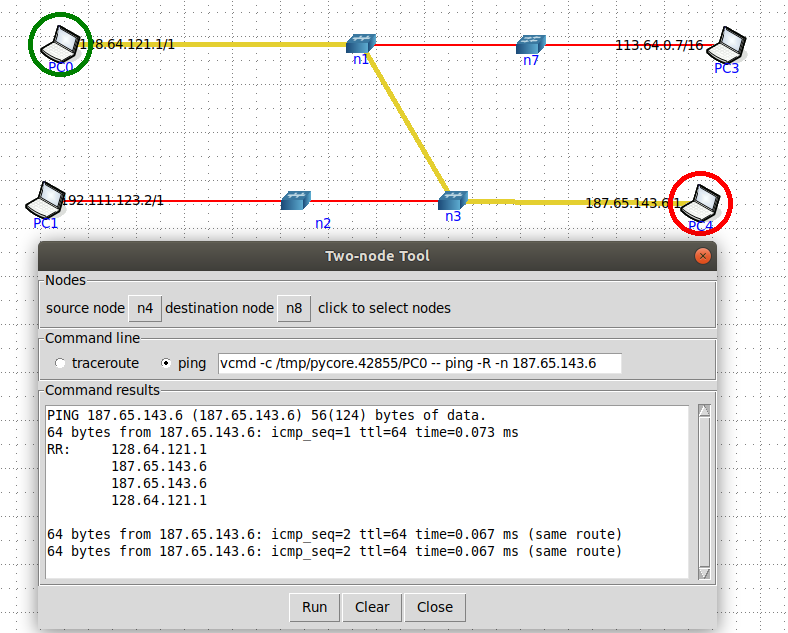 128.64.121.1/1
113.64.0.7/16
PC0
n1
n7
PC3
192.111.123.2/1
187.65.143.6/1
PC1
n2
n3
PC4
Two-node Tool
Nodes
source node n4 destination node n8 click to select nodes
Command line
traceroute ping vcmd -c /tmp/pycore.42855/PC0 -- ping -R -n 187.65.143.6
Command results
PING 187.65.143.6 (187.65.143.6) 56(124) bytes of data.
64 bytes from 187.65.143.6: icmp_seq=1 ttl=64 time=0.073 ms
RR: 128.64.121.1
187.65.143.6
187.65.143.6
128.64.121.1
64 bytes from 187.65.143.6: icmp_seq=2 ttl=64 time=0.067 ms (same route)
64 bytes from 187.65.143.6: icmp_seq=2 ttl=64 time=0.067 ms (same route)
Run Clear Close